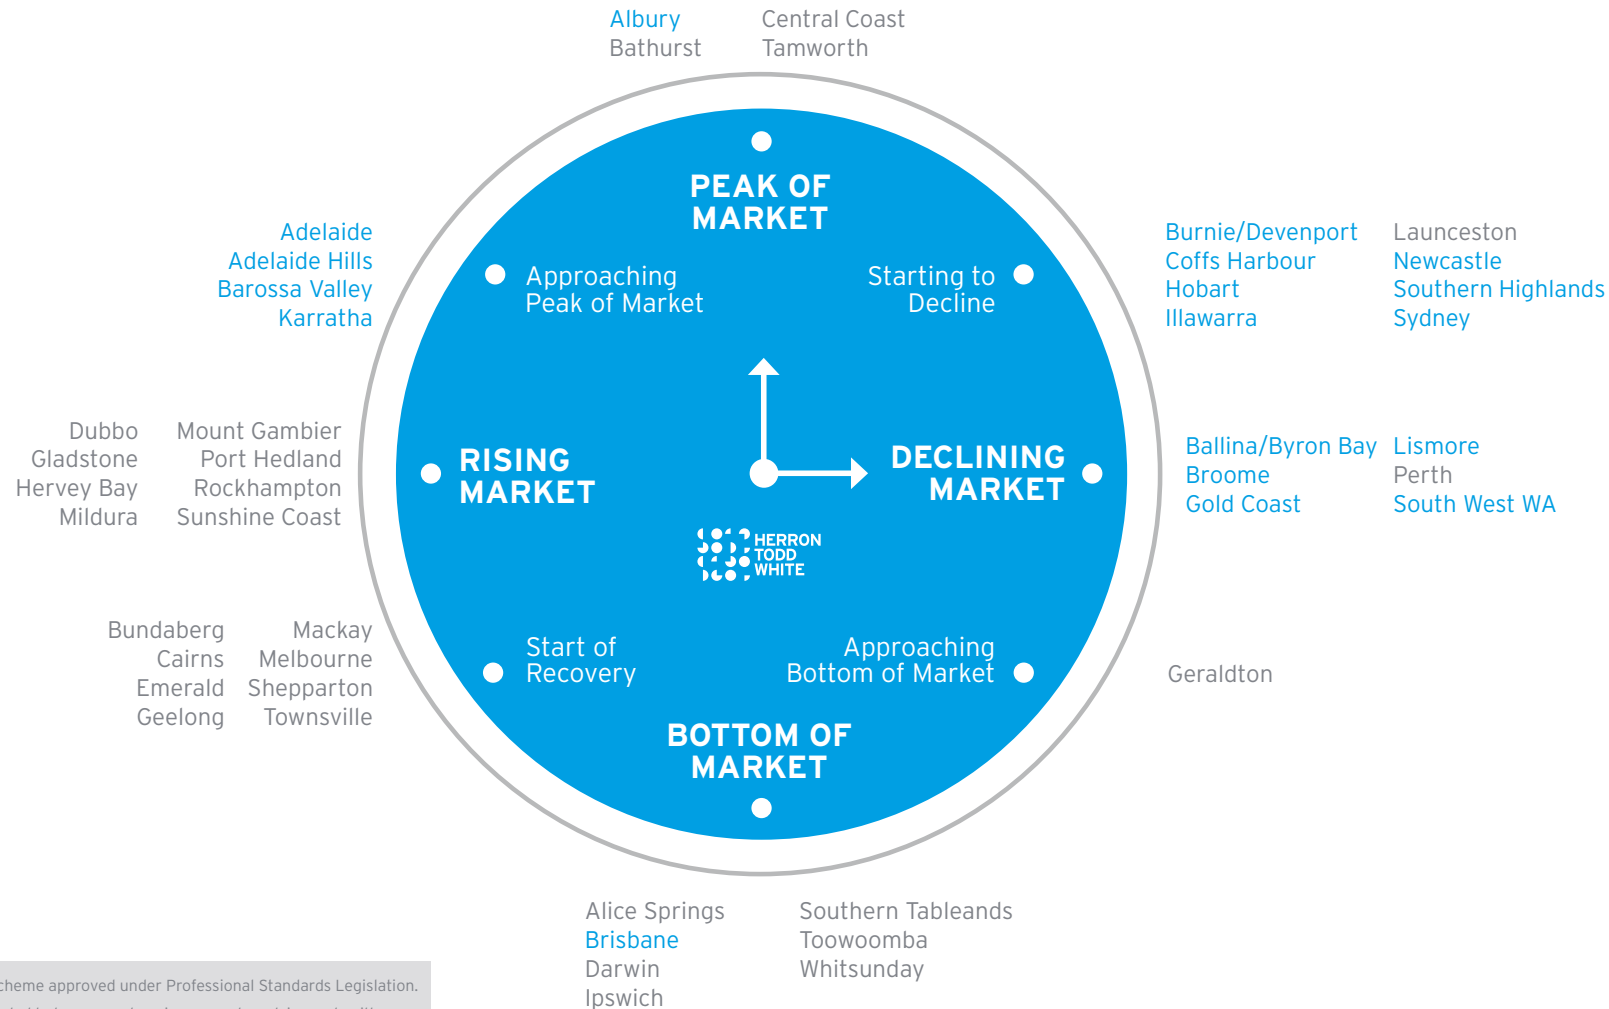 Albury Central Coast
Bathurst Tamworth
PEAK OF
MARKET
Adelaide
Adelaide Hills
Barossa Valley
Karratha
Approaching
Peak of Market
Starting to
Decline
Burnie/Devenport Launceston
Coffs Harbour Newcastle
Hobart Southern Highlands
Illawarra Sydney
Dubbo Mount Gambier
Gladstone Port Hedland
Hervey Bay Rockhampton
Mildura Sunshine Coast
RISING
MARKET
DECLINING
MARKET
Ballina/Byron Bay Lismore
Broome Perth
Gold Coast South West WA
HERRON
TODD
WHITE
Bundaberg Mackay
Cairns Melbourne
Emerald Shepparton
Geelong Townsville
Start of
Recovery
Approaching
Bottom of Market
Geraldton
BOTTOM OF
MARKET
Alice Springs Southern Tableands
Brisbane Toowoomba
Darwin Whitsunday
Ipswich
cheme approved under Professional Standards Legislation.